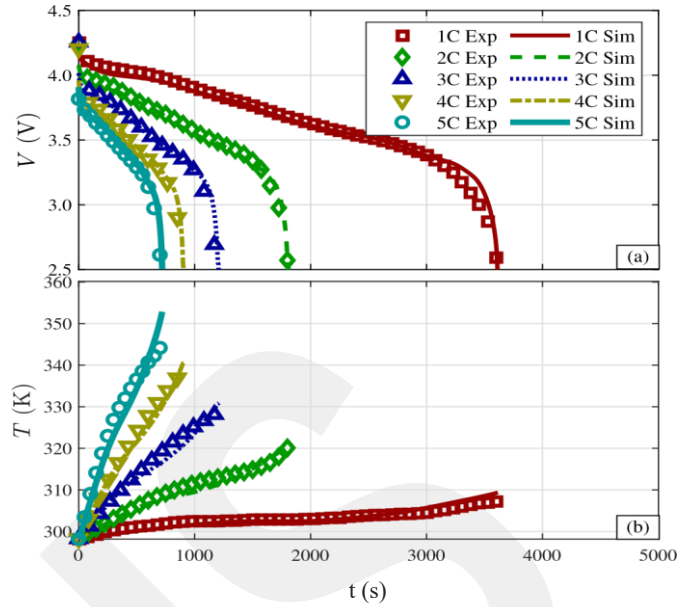 4.5
4.0
3.5
3.0
2.5
V (V)
1C Exp 1C Sim
2C Exp 2C Sim
3C Exp 3C Sim
4C Exp 4C Sim
5C Exp 5C Sim
(a)
360
350
340
330
320
310
300
T (K)
(b)
0 1000 2000 3000 4000 5000
t (s)